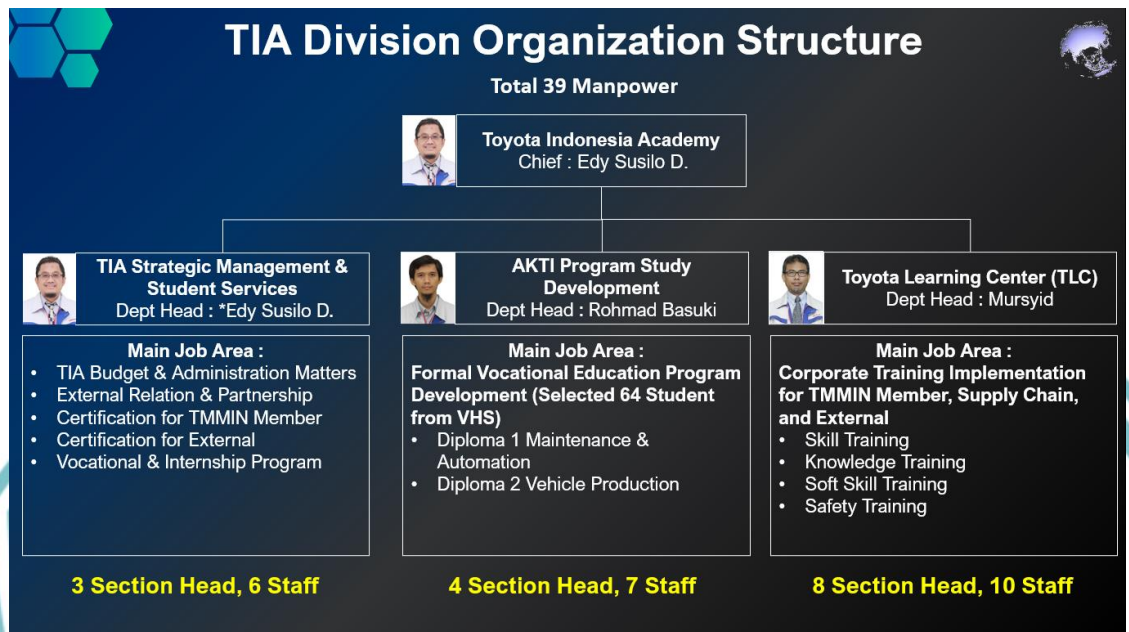 TIA Division Organization Structure
Total 39 Manpower
Toyota Indonesia Academy
Chief : Edy Susilo D.
TIA Strategic Management &
Student Services
Dept Head : *Edy Susilo D.
Main Job Area :
• TIA Budget & Administration Matters
• External Relation & Partnership
• Certification for TMMIN Member
• Certification for External
• Vocational & Internship Program
3 Section Head, 6 Staff
AKTI Program Study
Development
Dept Head : Rohmad Basuki
Main Job Area :
Formal Vocational Education Program
Development (Selected 64 Student
from VHS)
• Diploma 1 Maintenance &
Automation
• Diploma 2 Vehicle Production
4 Section Head, 7 Staff
Toyota Learning Center (TLC)
Dept Head : Mursyid
Main Job Area :
Corporate Training Implementation
for TMMIN Member, Supply Chain,
and External
• Skill Training
• Knowledge Training
• Soft Skill Training
• Safety Training
8 Section Head, 10 Staff